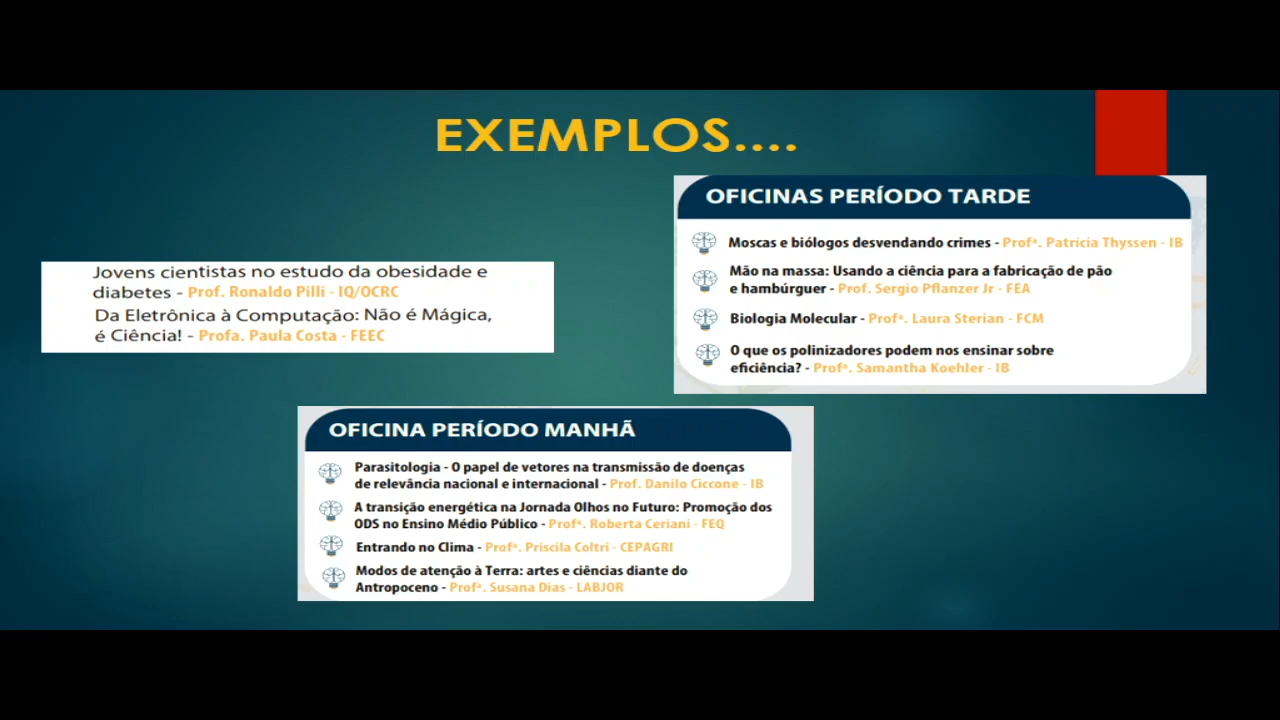 EXEMPLOS....
OFICINAS PERÍODO TARDE
Moscas e biólogos desvendando crimes - Profª. Patrícia Thyssen - IB
Mão na massa: Usando a ciência para a fabricação de pão
e hambúrguer - Prof. Sergio Pflanzer Jr - FEA
Biologia Molecular - Profª. Laura Sterian - FCM
O que os polinizadores podem nos ensinar sobre
eficiência? - Profª. Samantha Koehler - IB
Jovens cientistas no estudo da obesidade e
diabetes - Prof. Ronaldo Pilli - IQ/OCRC
Da Eletrônica à Computação: Não é Mágica,
é Ciência! - Profa. Paula Costa - FEEC
OFICINA PERÍODO MANHÃ
Parasitologia - O papel de vetores na transmissão de doenças
de relevância nacional e internacional - Prof. Danilo Ciccone - IB
A transição energética na Jornada Olhos no Futuro: Promoção dos
ODS no Ensino Médio Público - Profª. Roberta Ceriani - FEQ
Entrando no Clima - Profª. Priscila Coltri - CEPAGRI
Modos de atenção à Terra: artes e ciências diante do
Antropoceno - Profª. Susana Dias - LABJOR